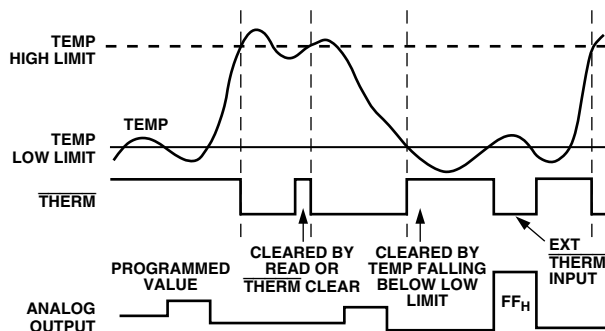 TEMP
HIGH LIMIT
TEMP
TEMP
LOW LIMIT
THERM
CLEARED BY
READ OR
THERM CLEAR
CLEARED BY
TEMP FALLING
BELOW LOW
LIMIT
EXT
THERM
INPUT
PROGRAMMED
VALUE
FFH
ANALOG
OUTPUT